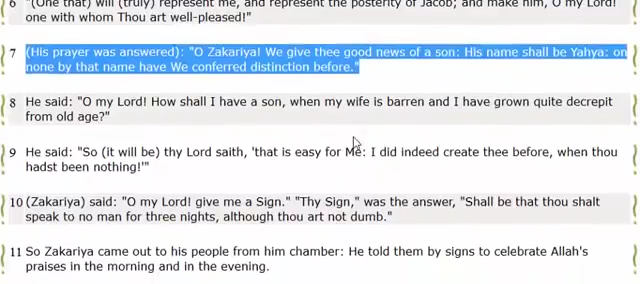 6 "(One that) will (truly) represent me, and represent the posterity of Jacob; and make him, O my Lord!
one with whom Thou art well-pleased!"
7 (His prayer was answered): "O Zakariya! We give thee good news of a son: His name shall be Yahya: on
none by that name have We conferred distinction before."
8 He said: "O my Lord! How shall I have a son, when my wife is barren and I have grown quite decrepit
from old age?"
9 He said: "So (it will be) thy Lord saith, 'that is easy for Me: I did indeed create thee before, when thou
hadst been nothing!'"
10 (Zakariya) said: "O my Lord! give me a Sign." "Thy Sign," was the answer, "Shall be that thou shalt
speak to no man for three nights, although thou art not dumb."
11 So Zakariya came out to his people from him chamber: He told them by signs to celebrate Allah's
praises in the morning and in the evening.